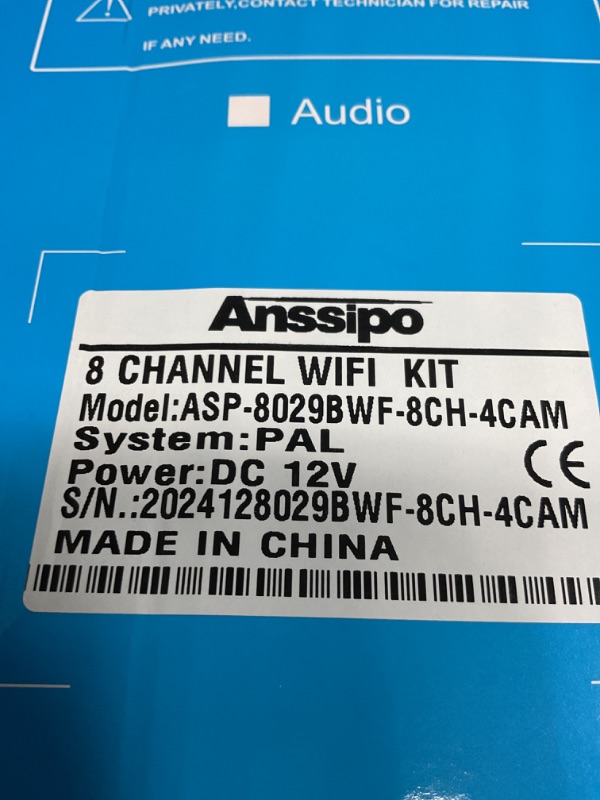 PRIVATELY,CONTACT TECHNICIAN FOR REPAIR
IF ANY NEED.
Audio
Anssipo
8 CHANNEL WIFI KIT
Model:ASP-8029BWF-8CH-4CAM
System:PAL
Power:DC 12V
CE
S/N.:2024128029BWF-8CH-4CAM
MADE IN CHINA